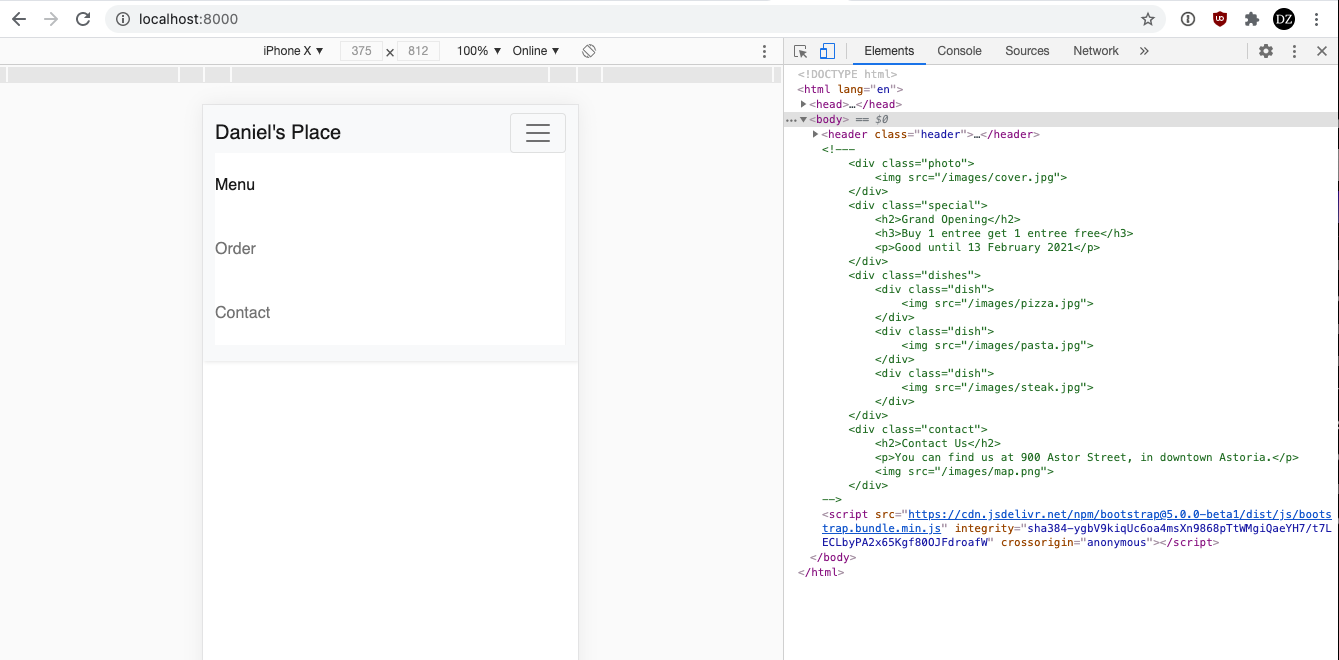 localhost:8000
UD
DZ
iPhone X ▼ 375 x 812 100% ▼ Online ▼
Elements Console Sources Network »
Daniel's Place
Menu
Order
Contact
<!DOCTYPE html>
<html lang="en">
▶<head>…</head>
…▼<body> == $0
▶<header class="header">…</header>
<!---
<div class="photo">
<img src="/images/cover.jpg">
</div>
<div class="special">
<h2>Grand Opening</h2>
<h3>Buy 1 entree get 1 entree free</h3>
<p>Good until 13 February 2021</p>
</div>
<div class="dishes">
<div class="dish">
<img src="/images/pizza.jpg">
</div>
<div class="dish">
<img src="/images/pasta.jpg">
</div>
<div class="dish">
<img src="/images/steak.jpg">
</div>
</div>
<div class="contact">
<h2>Contact Us</h2>
<p>You can find us at 900 Astor Street, in downtown Astoria.</p>
<img src="/images/map.png">
</div>
-->
<script src="https://cdn.jsdelivr.net/npm/bootstrap@5.0.0-beta1/dist/js/boots
trap.bundle.min.js" integrity="sha384-ygbV9kiqUc6oa4msXn9868pTtWMgiQaeYH7/t7L
ECLbyPA2x65Kgf80OJFdroafW" crossorigin="anonymous"></script>
</body>
</html>